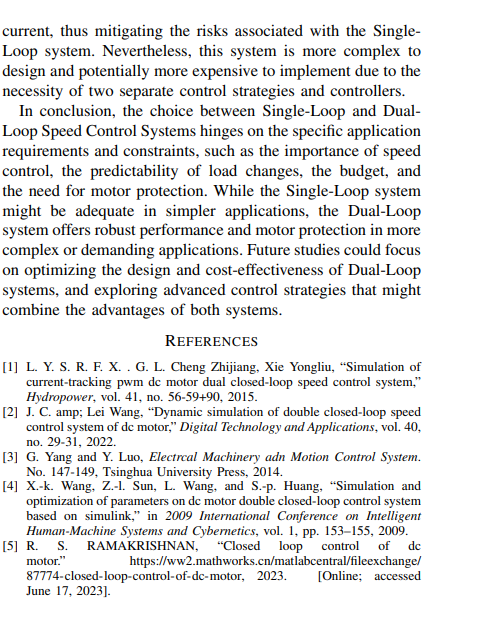 current, thus mitigating the risks associated with the Single-
Loop system. Nevertheless, this system is more complex to
design and potentially more expensive to implement due to the
necessity of two separate control strategies and controllers.
In conclusion, the choice between Single-Loop and Dual-
Loop Speed Control Systems hinges on the specific application
requirements and constraints, such as the importance of speed
control, the predictability of load changes, the budget, and
the need for motor protection. While the Single-Loop system
might be adequate in simpler applications, the Dual-Loop
system offers robust performance and motor protection in more
complex or demanding applications. Future studies could focus
on optimizing the design and cost-effectiveness of Dual-Loop
systems, and exploring advanced control strategies that might
combine the advantages of both systems.
REFERENCES
[1] L. Y. S. R. F. X. . G. L. Cheng Zhijiang, Xie Yongliu, “Simulation of
current-tracking pwm dc motor dual closed-loop speed control system,”
Hydropower, vol. 41, no. 56-59+90, 2015.
[2] J. C. amp; Lei Wang, “Dynamic simulation of double closed-loop speed
control system of dc motor,” Digital Technology and Applications, vol. 40,
no. 29-31, 2022.
[3] G. Yang and Y. Luo, Electrcal Machinery adn Motion Control System.
No. 147-149, Tsinghua University Press, 2014.
[4] X.-k. Wang, Z.-l. Sun, L. Wang, and S.-p. Huang, “Simulation and
optimization of parameters on dc motor double closed-loop control system
based on simulink,” in 2009 International Conference on Intelligent
Human-Machine Systems and Cybernetics, vol. 1, pp. 153–155, 2009.
[5] R. S. RAMAKRISHNAN, “Closed loop control of dc
motor.” https://ww2.mathworks.cn/matlabcentral/fileexchange/
87774-closed-loop-control-of-dc-motor, 2023. [Online; accessed
June 17, 2023].